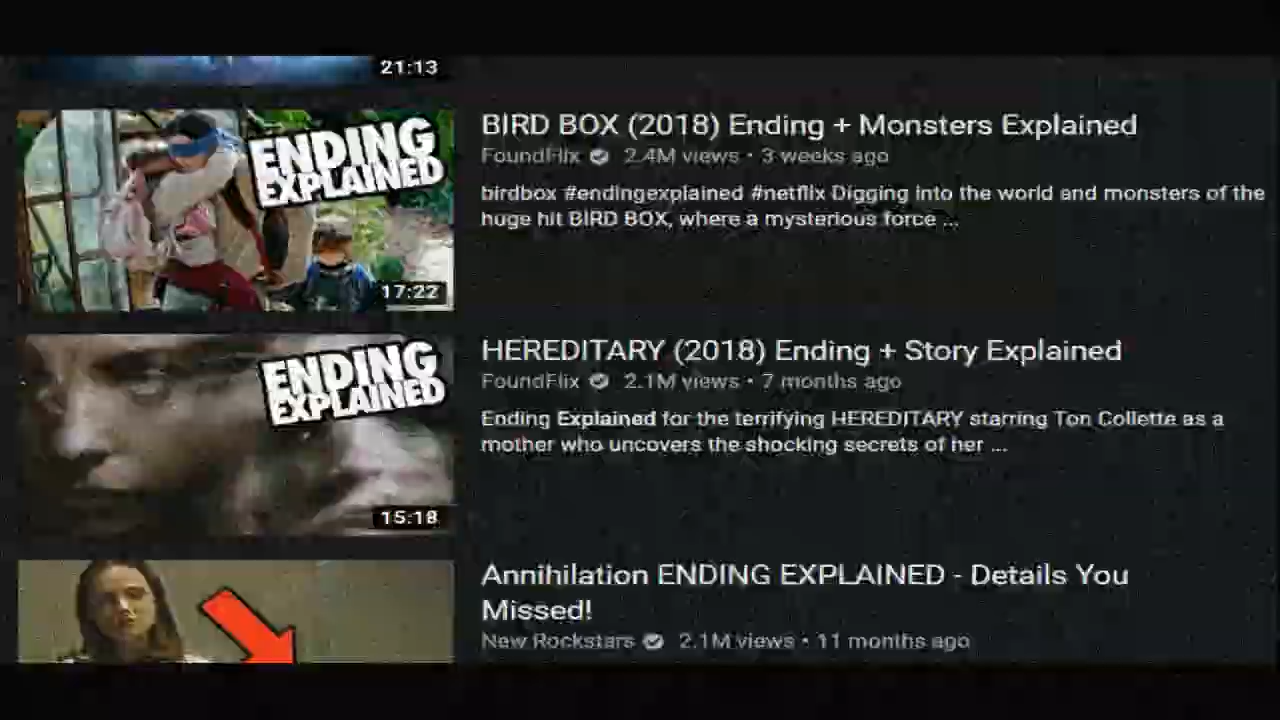 21:13
ENDING
EXPLAINED
17:22
BIRD BOX (2018) Ending + Monsters Explained
FoundFlix 2.4M views • 3 weeks ago
birdbox #endingexplained #netflix Digging into the world and monsters of the
huge hit BIRD BOX, where a mysterious force ...
ENDING
EXPLAINED
15:18
HEREDITARY (2018) Ending + Story Explained
FoundFlix 2.1M views • 7 months ago
Ending Explained for the terrifying HEREDITARY starring Toni Collette as a
mother who uncovers the shocking secrets of her ...
Annihilation ENDING EXPLAINED - Details You
Missed!
New Rockstars 2.1M views • 11 months ago